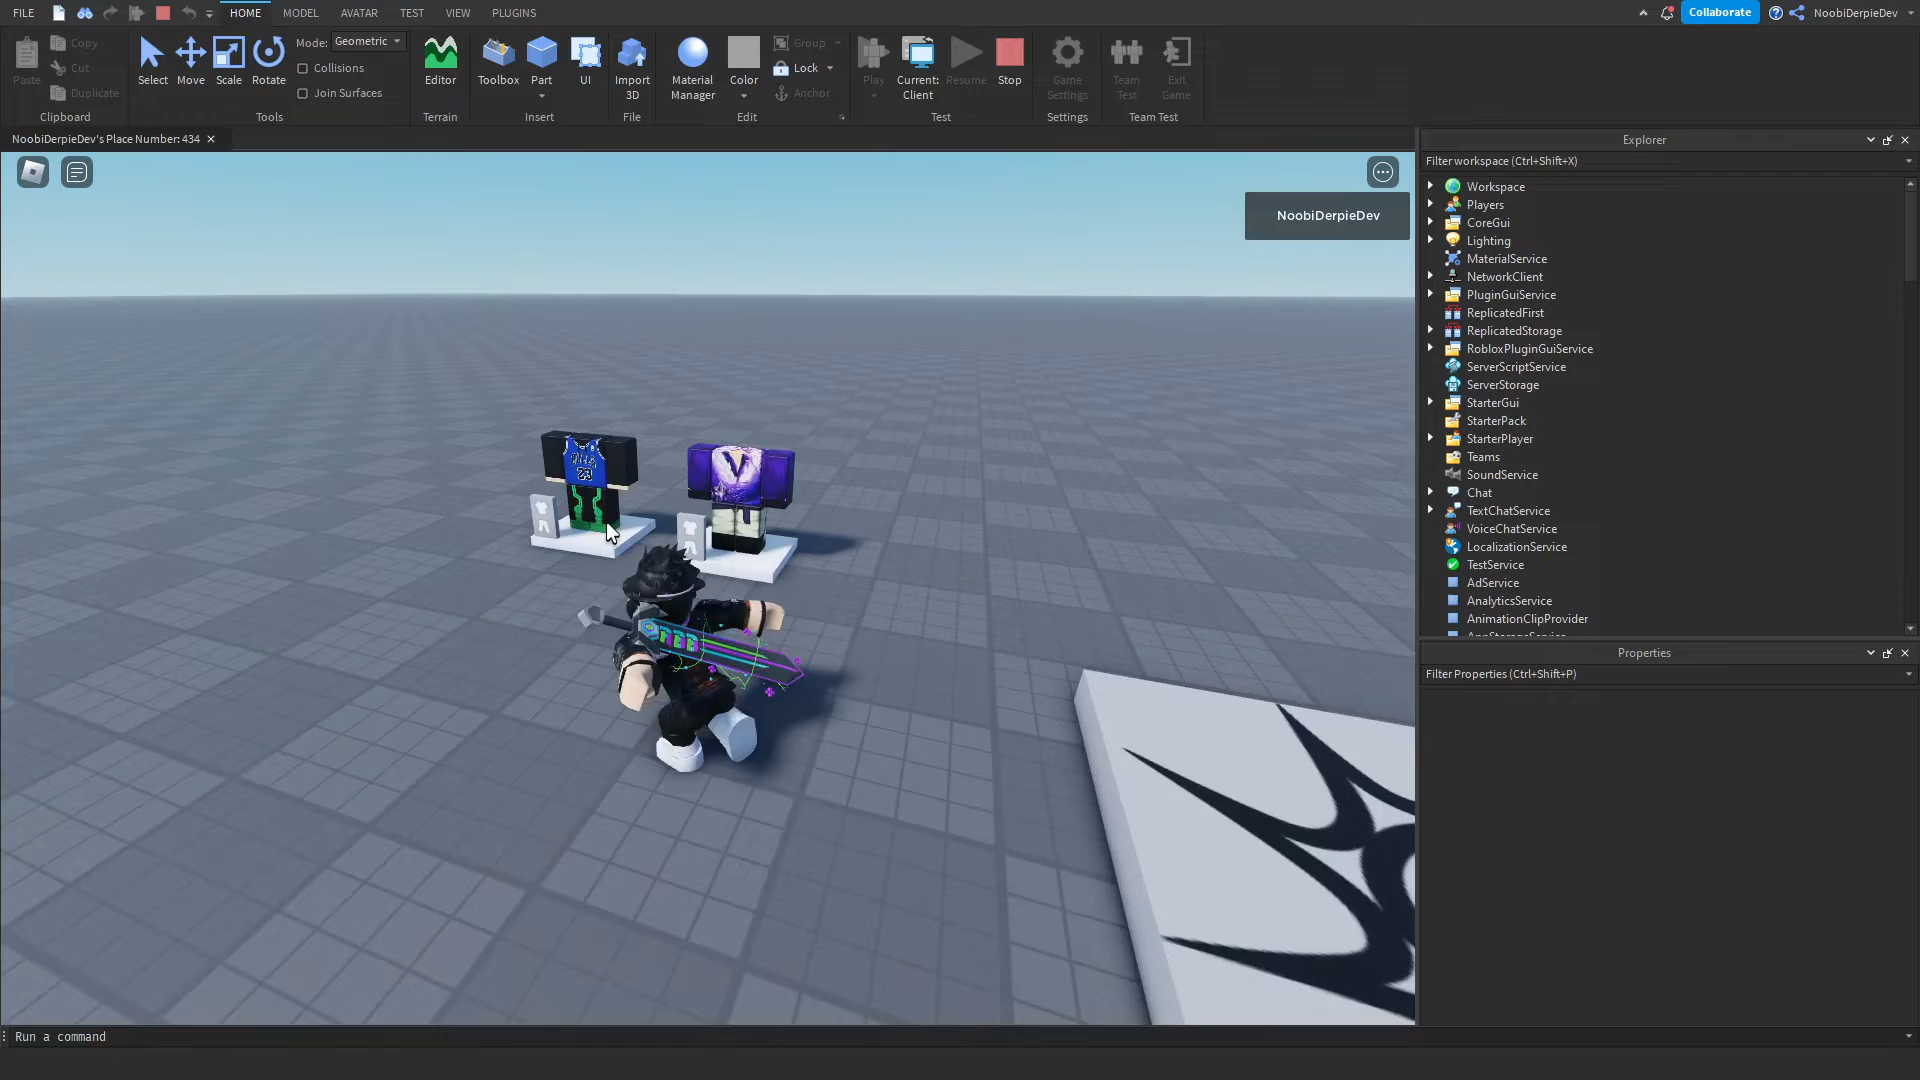 FILE HOME MODEL AVATAR TEST VIEW PLUGINS Collaborate NoobiDerpieDev
Paste Copy Cut Duplicate
Clipboard
Select Move Scale Rotate
Mode: Geometric
Collisions
Join Surfaces
Tools
Editor
Terrain
Toolbox Part UI
Insert
Import 3D
File
Material Manager Color
Group
Lock
Anchor
Edit
Play Current: Client Resume Stop
Test
Game Settings
Settings
Team Test Exit Game
Team Test
NoobiDerpieDev's Place Number: 434
NoobiDerpieDev
23
Explorer
Filter workspace (Ctrl+Shift+X)
Workspace
Players
CoreGui
Lighting
MaterialService
NetworkClient
PluginGuiService
ReplicatedFirst
ReplicatedStorage
RobloxPluginGuiService
ServerScriptService
ServerStorage
StarterGui
StarterPack
StarterPlayer
Teams
SoundService
Chat
TextChatService
VoiceChatService
LocalizationService
TestService
AdService
AnalyticsService
AnimationClipProvider
Properties
Filter Properties (Ctrl+Shift+P)
Run a command